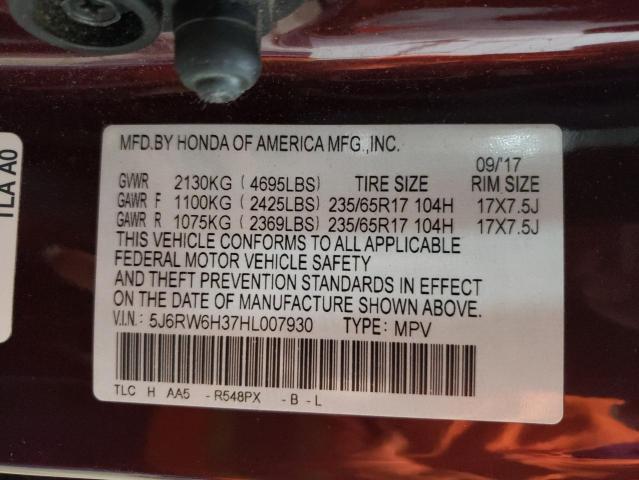 TLA A0
MFD.BY HONDA OF AMERICA MFG.,INC.
09/'17
GVWR 2130KG (4695LBS) TIRE SIZE RIM SIZE
GAWR F 1100KG (2425LBS) 235/65R17 104H 17X7.5J
GAWR R 1075KG (2369LBS) 235/65R17 104H 17X7.5J
THIS VEHICLE CONFORMS TO ALL APPLICABLE
FEDERAL MOTOR VEHICLE SAFETY
AND THEFT PREVENTION STANDARDS IN EFFECT
ON THE DATE OF MANUFACTURE SHOWN ABOVE.
V.I.N.: 5J6RW6H37HL007930 TYPE: MPV
TLC H AA5 - R548PX - B - L